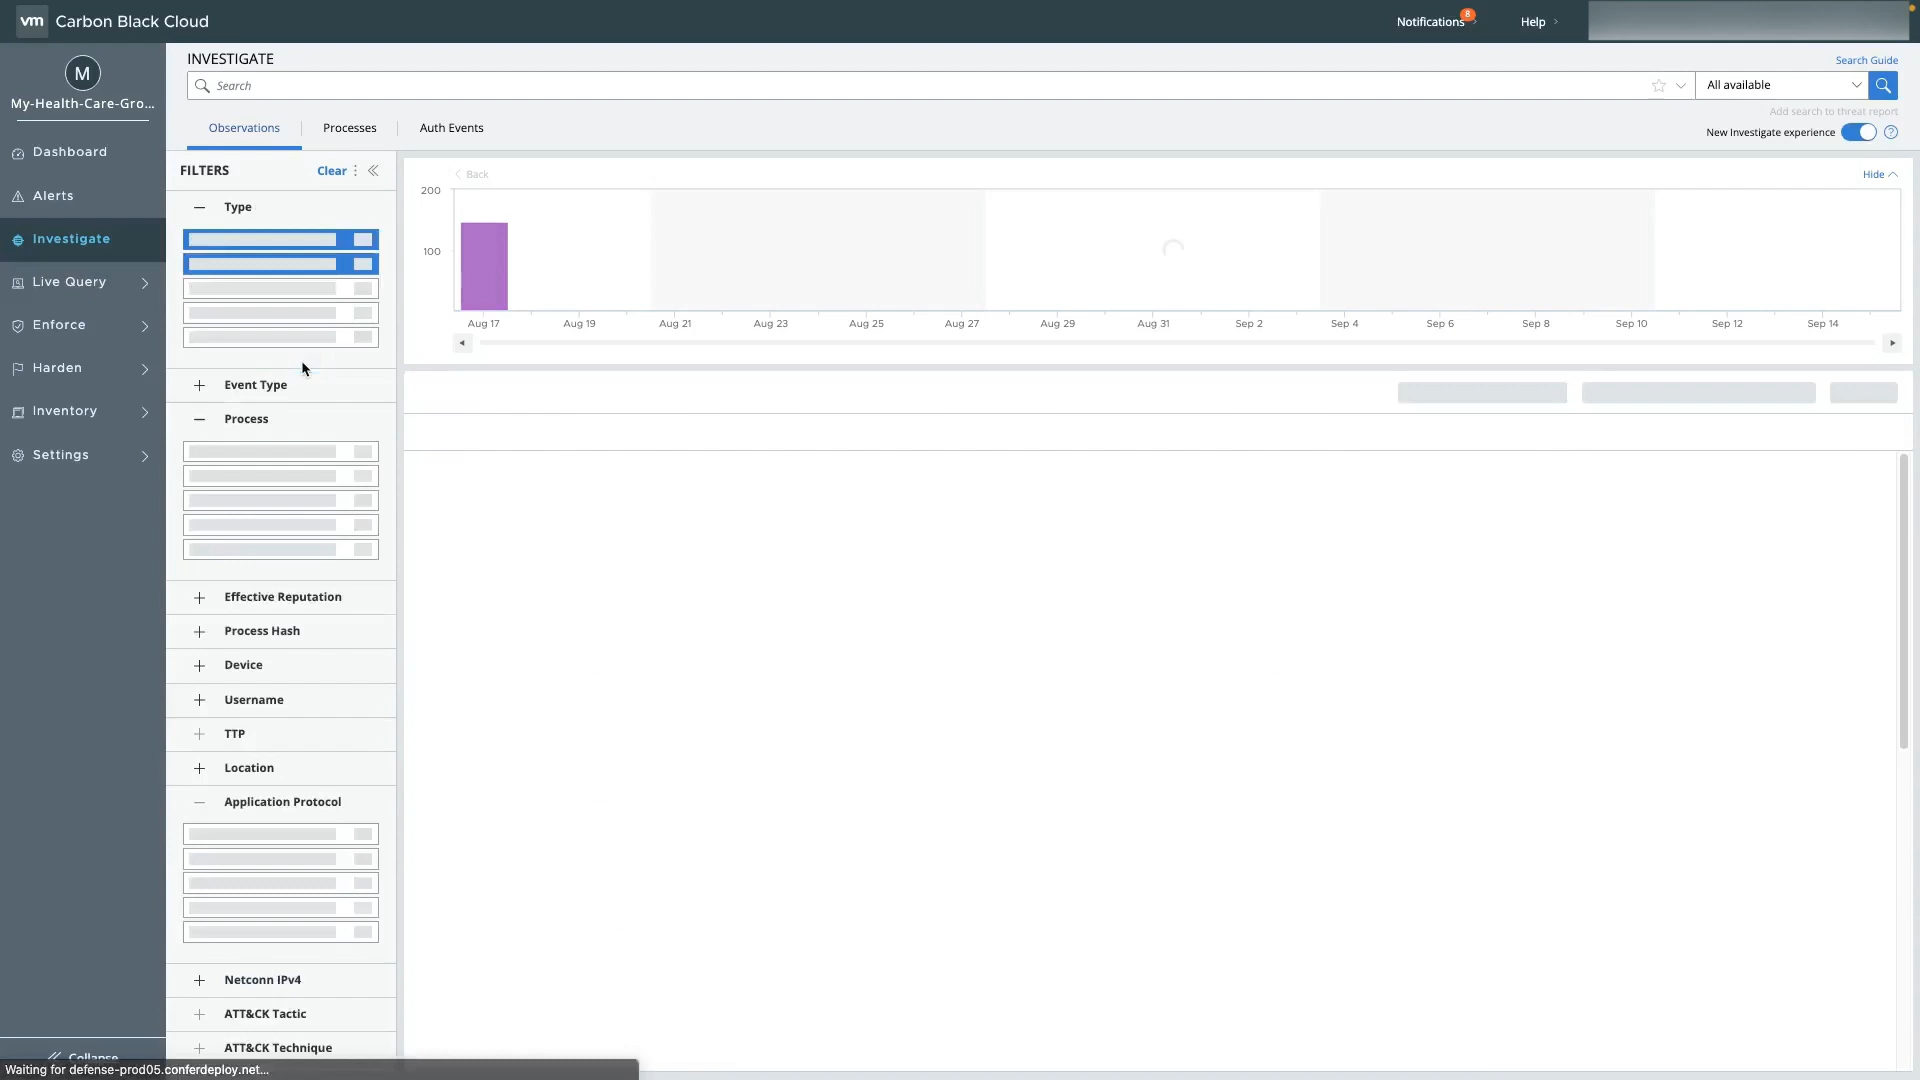 vm Carbon Black Cloud
Notifications 8
Help
M
My-Health-Care-Gro...
Dashboard
Alerts
Investigate
Live Query
Enforce
Harden
Inventory
Settings
Collapse
INVESTIGATE
Search Guide
Search
All available
Add search to threat report
Observations
Processes
Auth Events
New Investigate experience
?
FILTERS
Clear
Type
Event Type
Process
Effective Reputation
Process Hash
Device
Username
TTP
Location
Application Protocol
Netconn IPv4
ATT&CK Tactic
ATT&CK Technique
Back
Hide
200
100
Aug 17 Aug 19 Aug 21 Aug 23 Aug 25 Aug 27 Aug 29 Aug 31 Sep 2 Sep 4 Sep 6 Sep 8 Sep 10 Sep 12 Sep 14
Waiting for defense-prod05.conferdeploy.net...